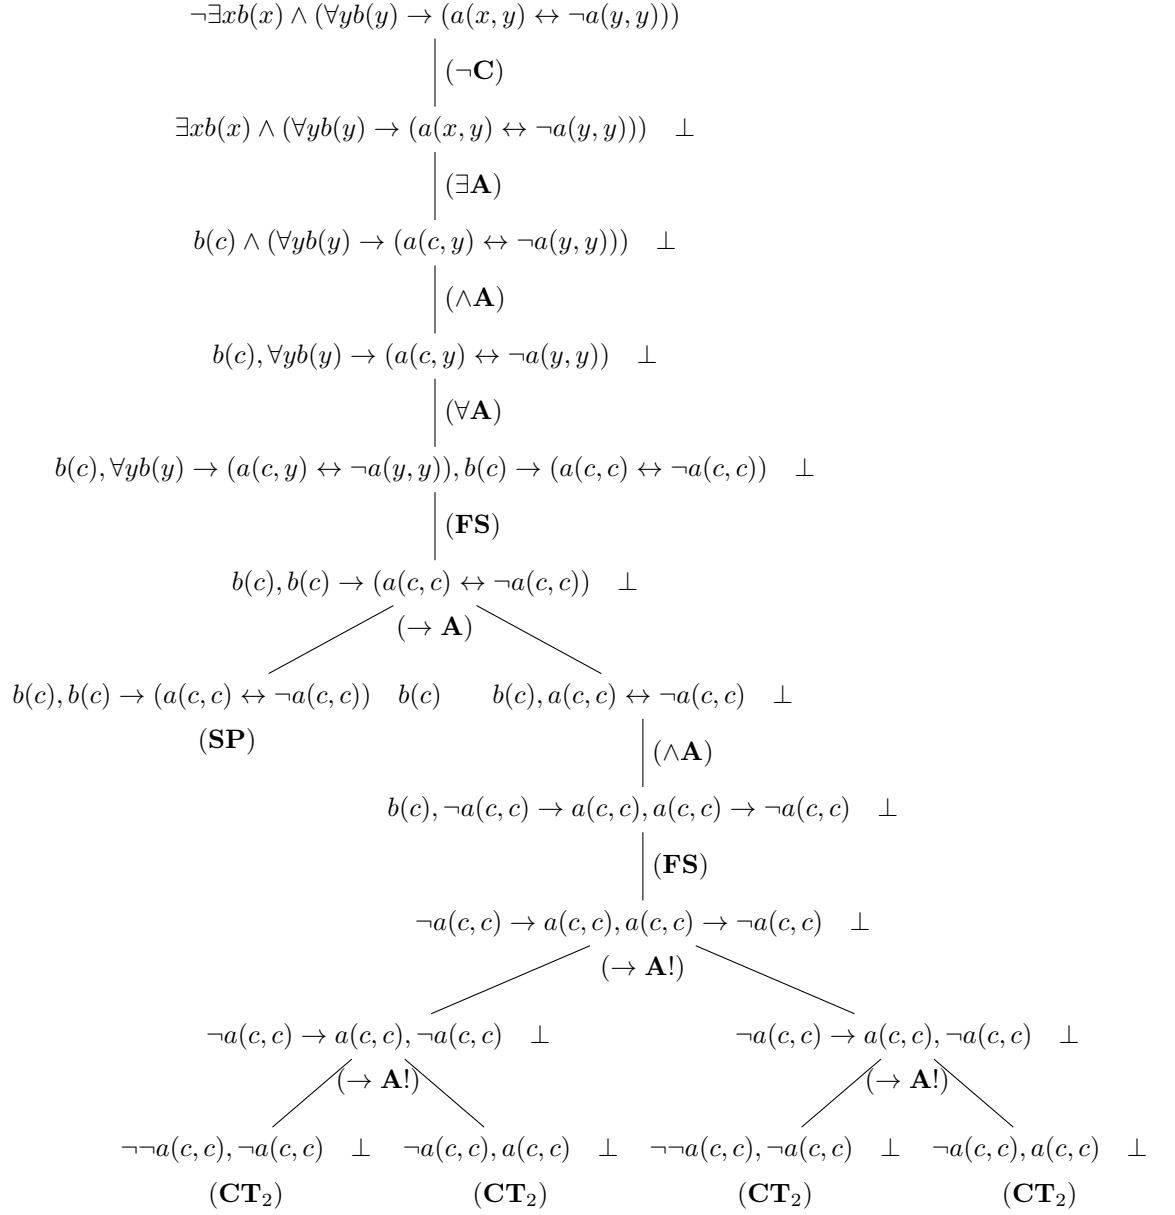 ¬∃xb(x) ∧ (∀yb(y) → (a(x, y) ↔ ¬a(y, y)))
(¬C)
∃xb(x) ∧ (∀yb(y) → (a(x, y) ↔ ¬a(y, y))) ⊥
(∃A)
b(c) ∧ (∀yb(y) → (a(c, y) ↔ ¬a(y, y))) ⊥
(∧A)
b(c), ∀yb(y) → (a(c, y) ↔ ¬a(y, y)) ⊥
(∀A)
b(c), ∀yb(y) → (a(c, y) ↔ ¬a(y, y)), b(c) → (a(c, c) ↔ ¬a(c, c)) ⊥
(FS)
b(c), b(c) → (a(c, c) ↔ ¬a(c, c)) ⊥
(→ A)
b(c), b(c) → (a(c, c) ↔ ¬a(c, c)) b(c) b(c), a(c, c) ↔ ¬a(c, c) ⊥
(SP)
(∧A)
b(c), ¬a(c, c) → a(c, c), a(c, c) → ¬a(c, c) ⊥
(FS)
¬a(c, c) → a(c, c), a(c, c) → ¬a(c, c) ⊥
(→ A!)
¬a(c, c) → a(c, c), ¬a(c, c) ⊥ ¬a(c, c) → a(c, c), ¬a(c, c) ⊥
(→ A!) (→ A!)
¬¬a(c, c), ¬a(c, c) ⊥ ¬a(c, c), a(c, c) ⊥ ¬¬a(c, c), ¬a(c, c) ⊥ ¬a(c, c), a(c, c) ⊥
(CT₂) (CT₂) (CT₂) (CT₂)